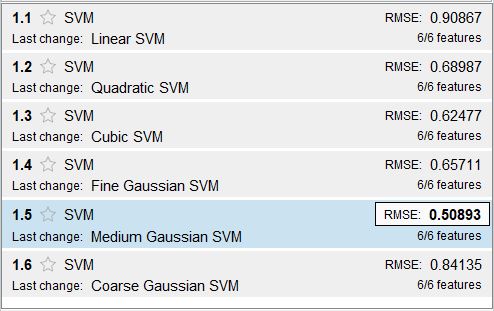 1.1 ☆ SVM RMSE: 0.90867
Last change: Linear SVM 6/6 features
1.2 ☆ SVM RMSE: 0.68987
Last change: Quadratic SVM 6/6 features
1.3 ☆ SVM RMSE: 0.62477
Last change: Cubic SVM 6/6 features
1.4 ☆ SVM RMSE: 0.65711
Last change: Fine Gaussian SVM 6/6 features
1.5 ☆ SVM RMSE: 0.50893
Last change: Medium Gaussian SVM 6/6 features
1.6 ☆ SVM RMSE: 0.84135
Last change: Coarse Gaussian SVM 6/6 features